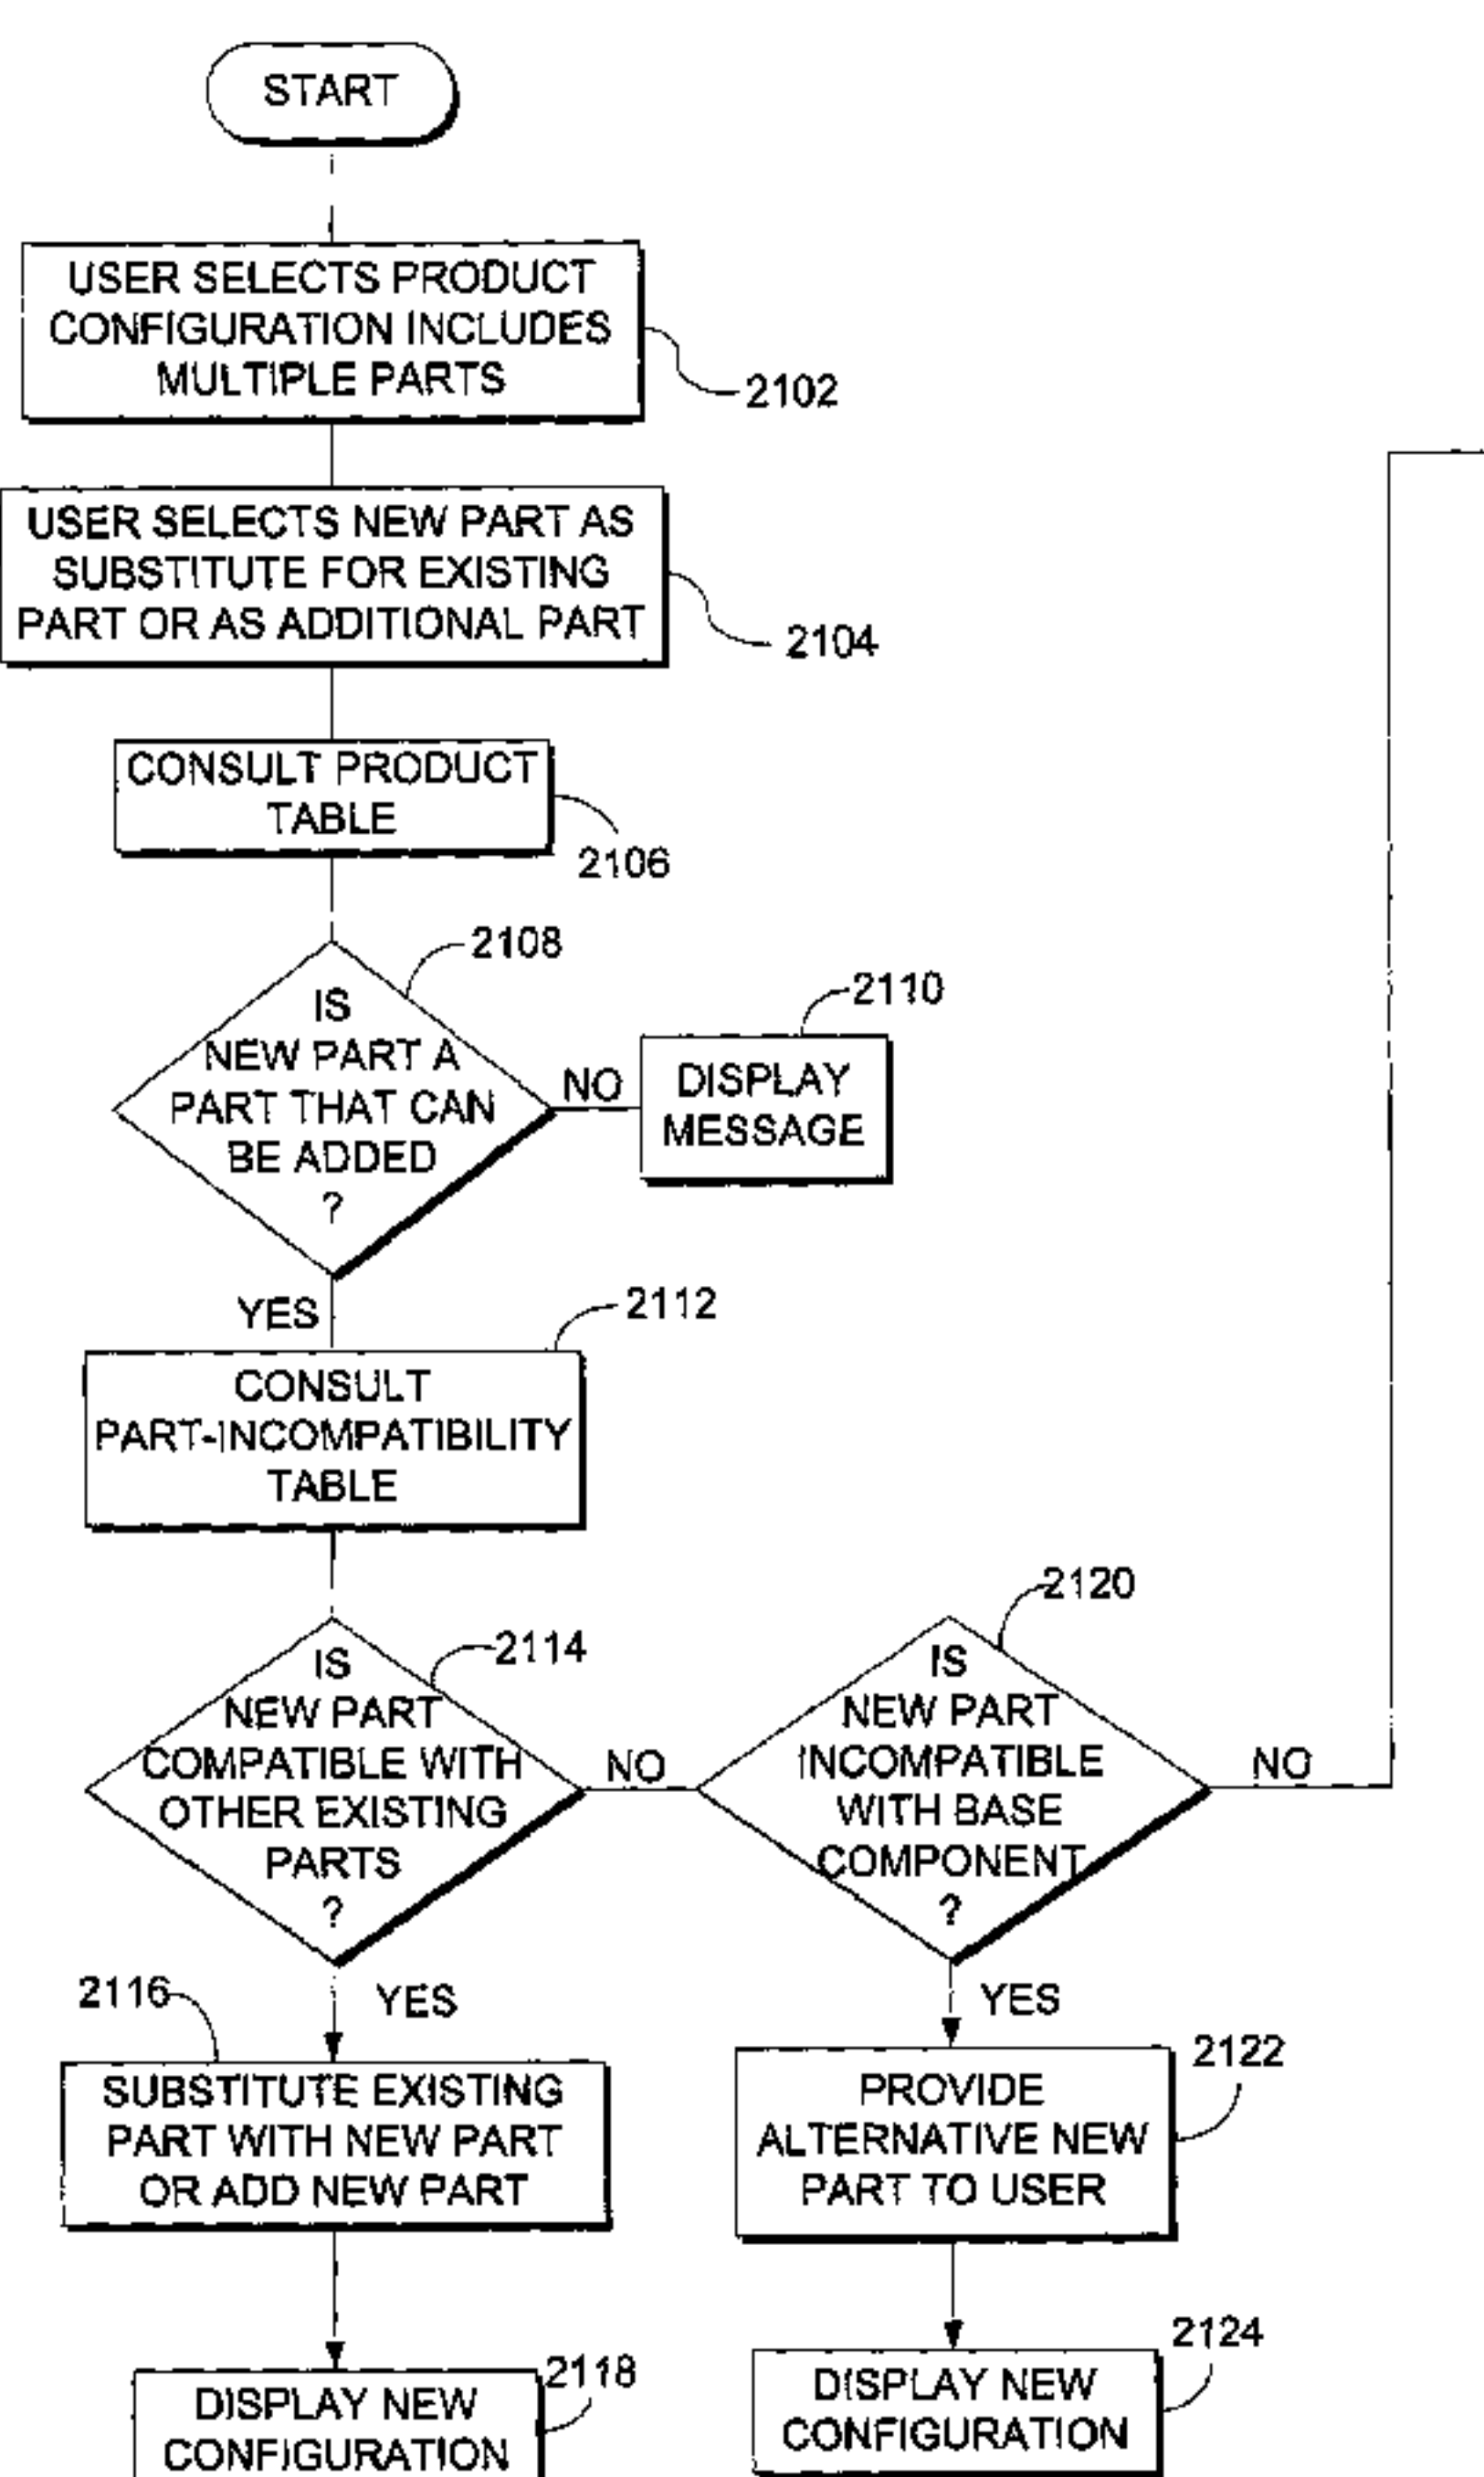 START
USER SELECTS PRODUCT
CONFIGURATION INCLUDES
MULTIPLE PARTS
2102
USER SELECTS NEW PART AS
SUBSTITUTE FOR EXISTING
PART OR AS ADDITIONAL PART
2104
CONSULT PRODUCT
TABLE
2106
2108
IS
NEW PART A
PART THAT CAN
BE ADDED
?
NO
2110
DISPLAY
MESSAGE
YES
2112
CONSULT
PART-INCOMPATIBILITY
TABLE
2114
IS
NEW PART
COMPATIBLE WITH
OTHER EXISTING
PARTS
?
NO
2120
IS
NEW PART
INCOMPATIBLE
WITH BASE
COMPONENT
?
NO
YES
2116
SUBSTITUTE EXISTING
PART WITH NEW PART
OR ADD NEW PART
YES
2122
PROVIDE
ALTERNATIVE NEW
PART TO USER
2118
DISPLAY NEW
CONFIGURATION
2124
DISPLAY NEW
CONFIGURATION